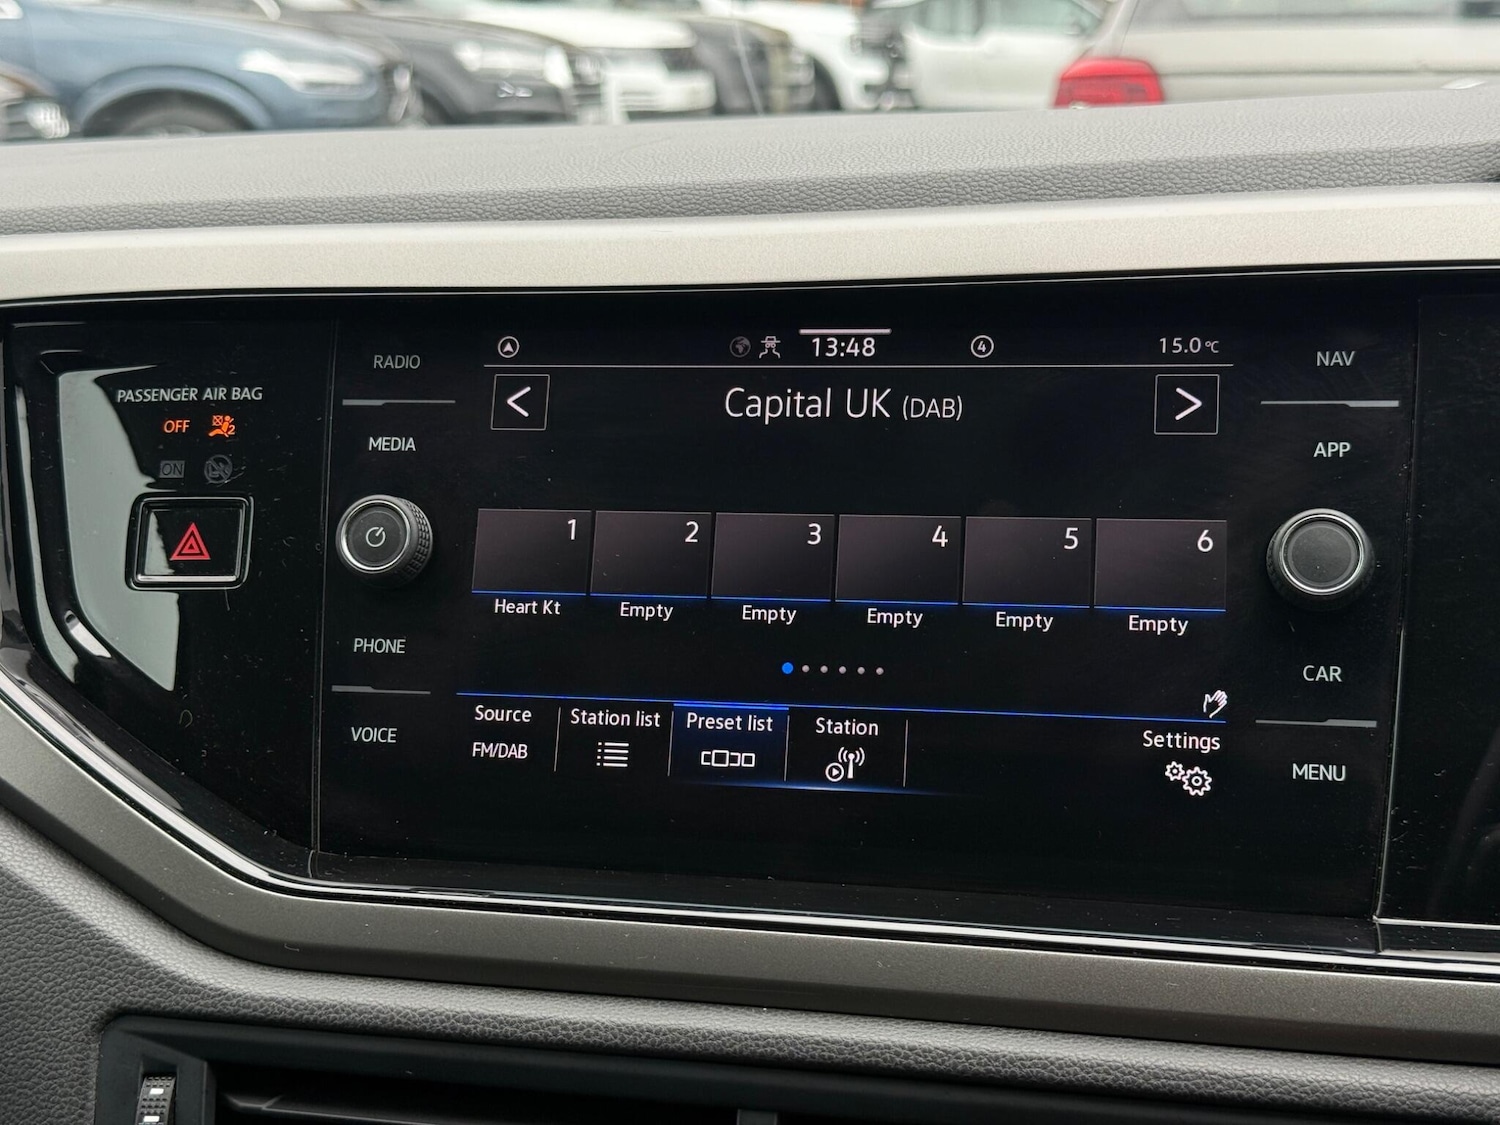 PASSENGER AIR BAG
OFF 2
ON
RADIO
MEDIA
PHONE
VOICE
13:48
4
15.0 °C
< Capital UK (DAB) >
1 2 3 4 5 6
Heart Kt Empty Empty Empty Empty Empty
Source Station list Preset list Station Settings
FM/DAB
NAV
APP
CAR
MENU